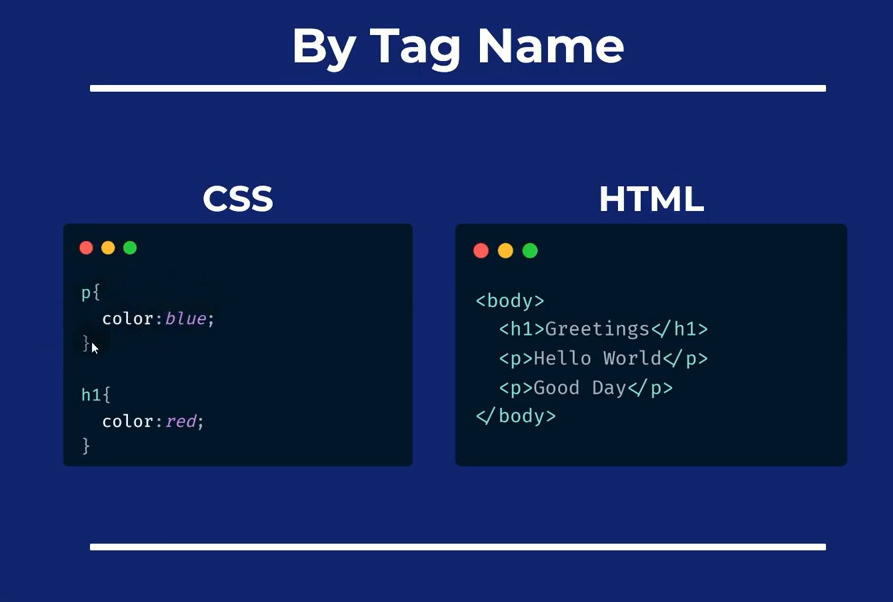 By Tag Name
CSS
p{
  color:blue;
}
h1{
  color:red;
}
HTML
<body>
  <h1>Greetings</h1>
  <p>Hello World</p>
  <p>Good Day</p>
</body>